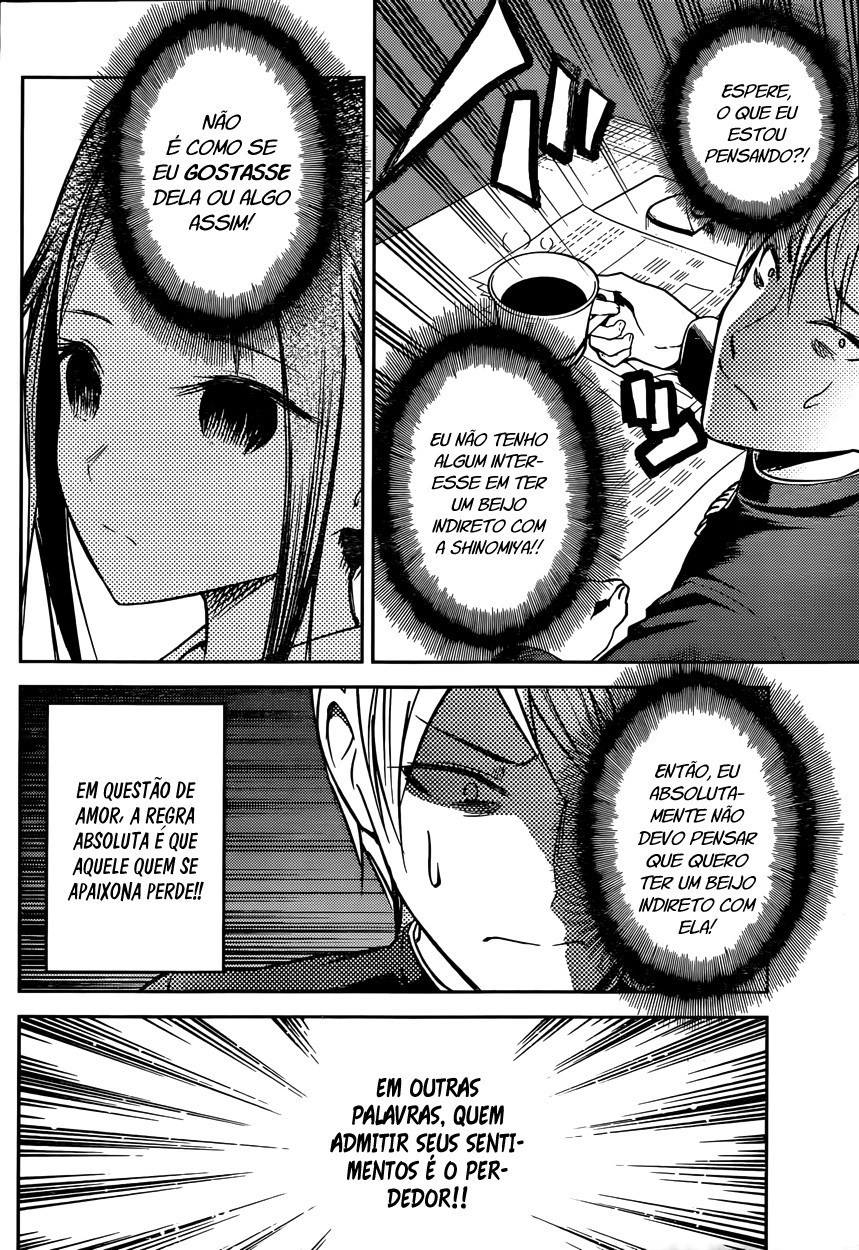 ESPERE,
O QUE EU
ESTOU
PENSANDO?!
EU NÃO TENHO
ALGUM INTER-
ESSE EM TER
UM BEIJO
INDIRETO COM
A SHINOMIYA!!
NÃO
É COMO SE
EU GOSTASSE
DELA OU ALGO
ASSIM!
ENTÃO, EU
ABSOLUTA-
MENTE NÃO
DEVO PENSAR
QUE QUERO
TER UM BEIJO
INDIRETO COM
ELA!
EM QUESTÃO DE
AMOR, A REGRA
ABSOLUTA É QUE
AQUELE QUEM SE
APAIXONA PERDE!!
EM OUTRAS
PALAVRAS, QUEM
ADMITIR SEUS SENTI-
MENTOS É O PER-
DEDOR!!